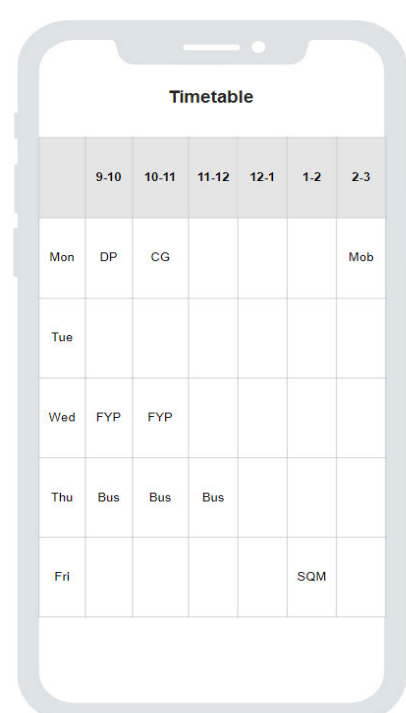 Timetable
9-10 10-11 11-12 12-1 1-2 2-3
Mon DP CG Mob
Tue
Wed FYP FYP
Thu Bus Bus Bus
Fri SQM